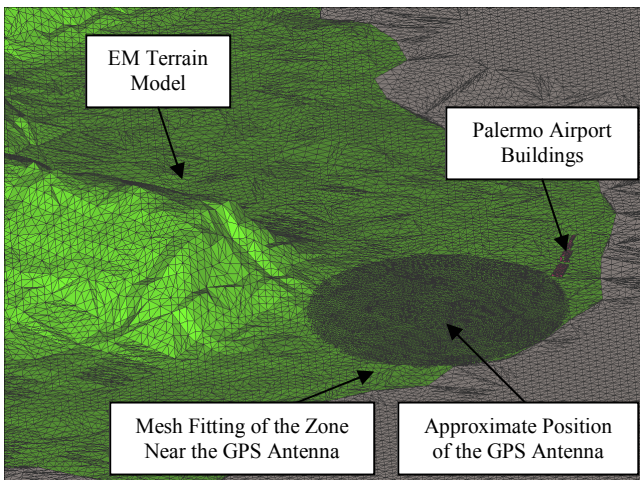 EM Terrain
Model
Palermo Airport
Buildings
Mesh Fitting of the Zone
Near the GPS Antenna
Approximate Position
of the GPS Antenna